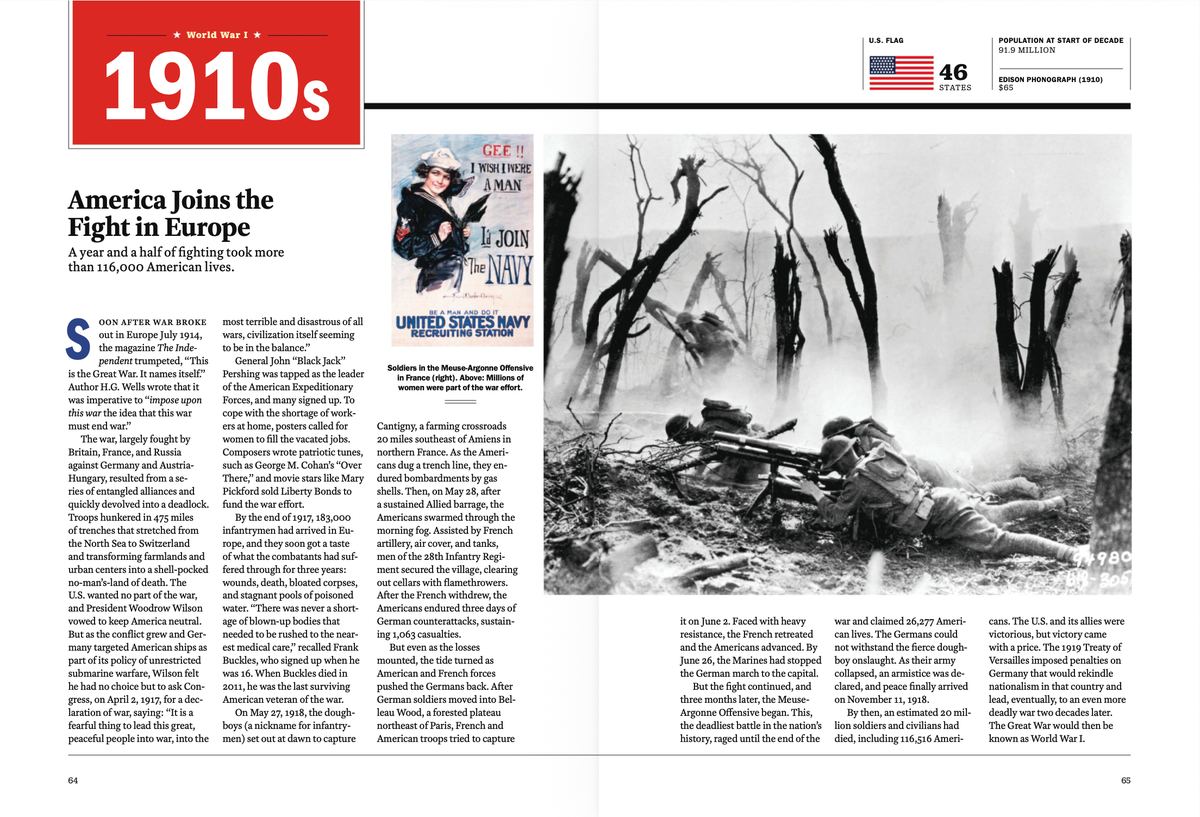 ★ World War I ★
1910s
U.S. FLAG
46
STATES
POPULATION AT START OF DECADE
91.9 MILLION
EDISON PHONOGRAPH (1910)
$65
America Joins the
Fight in Europe
A year and a half of fighting took more
than 116,000 American lives.
SOON AFTER WAR BROKE
out in Europe July 1914,
the magazine The Inde-
pendent trumpeted, “This
is the Great War. It names itself.”
Author H.G. Wells wrote that it
was imperative to “impose upon
this war the idea that this war
must end war.”
The war, largely fought by
Britain, France, and Russia
against Germany and Austria-
Hungary, resulted from a se-
ries of entangled alliances and
quickly devolved into a deadlock.
Troops hunkered in 475 miles
of trenches that stretched from
the North Sea to Switzerland
and transforming farmlands and
urban centers into a shell-pocked
no-man’s-land of death. The
U.S. wanted no part of the war,
and President Woodrow Wilson
vowed to keep America neutral.
But as the conflict grew and Ger-
many targeted American ships as
part of its policy of unrestricted
submarine warfare, Wilson felt
he had no choice but to ask Con-
gress, on April 2, 1917, for a dec-
laration of war, saying: “It is a
fearful thing to lead this great,
peaceful people into war, into the
most terrible and disastrous of all
wars, civilization itself seeming
to be in the balance.”
General John “Black Jack”
Pershing was tapped as the leader
of the American Expeditionary
Forces, and many signed up. To
cope with the shortage of work-
ers at home, posters called for
women to fill the vacated jobs.
Composers wrote patriotic tunes,
such as George M. Cohan’s “Over
There,” and movie stars like Mary
Pickford sold Liberty Bonds to
fund the war effort.
By the end of 1917, 183,000
infantrymen had arrived in Eu-
rope, and they soon got a taste
of what the combatants had suf-
fered through for three years:
wounds, death, bloated corpses,
and stagnant pools of poisoned
water. “There was never a short-
age of blown-up bodies that
needed to be rushed to the near-
est medical care,” recalled Frank
Buckles, who signed up when he
was 16. When Buckles died in
2011, he was the last surviving
American veteran of the war.
On May 27, 1918, the dough-
boys (a nickname for infantry-
men) set out at dawn to capture
GEE !!
I WISH I WERE
A MAN
I'd JOIN
The NAVY
BE A MAN AND DO IT
UNITED STATES NAVY
RECRUITING STATION
Soldiers in the Meuse-Argonne Offensive
in France (right). Above: Millions of
women were part of the war effort.
Cantigny, a farming crossroads
20 miles southeast of Amiens in
northern France. As the Ameri-
cans dug a trench line, they en-
dured bombardments by gas
shells. Then, on May 28, after
a sustained Allied barrage, the
Americans swarmed through the
morning fog. Assisted by French
artillery, air cover, and tanks,
men of the 28th Infantry Regi-
ment secured the village, clearing
out cellars with flamethrowers.
After the French withdrew, the
Americans endured three days of
German counterattacks, sustain-
ing 1,063 casualties.
But even as the losses
mounted, the tide turned as
American and French forces
pushed the Germans back. After
German soldiers moved into Bel-
leau Wood, a forested plateau
northeast of Paris, French and
American troops tried to capture
it on June 2. Faced with heavy
resistance, the French retreated
and the Americans advanced. By
June 26, the Marines had stopped
the German march to the capital.
But the fight continued, and
three months later, the Meuse-
Argonne Offensive began. This,
the deadliest battle in the nation’s
history, raged until the end of the
war and claimed 26,277 Ameri-
can lives. The Germans could
not withstand the fierce dough-
boy onslaught. As their army
collapsed, an armistice was de-
clared, and peace finally arrived
on November 11, 1918.
By then, an estimated 20 mil-
lion soldiers and civilians had
died, including 116,516 Ameri-
cans. The U.S. and its allies were
victorious, but victory came
with a price. The 1919 Treaty of
Versailles imposed penalties on
Germany that would rekindle
nationalism in that country and
lead, eventually, to an even more
deadly war two decades later.
The Great War would then be
known as World War I.
64
65